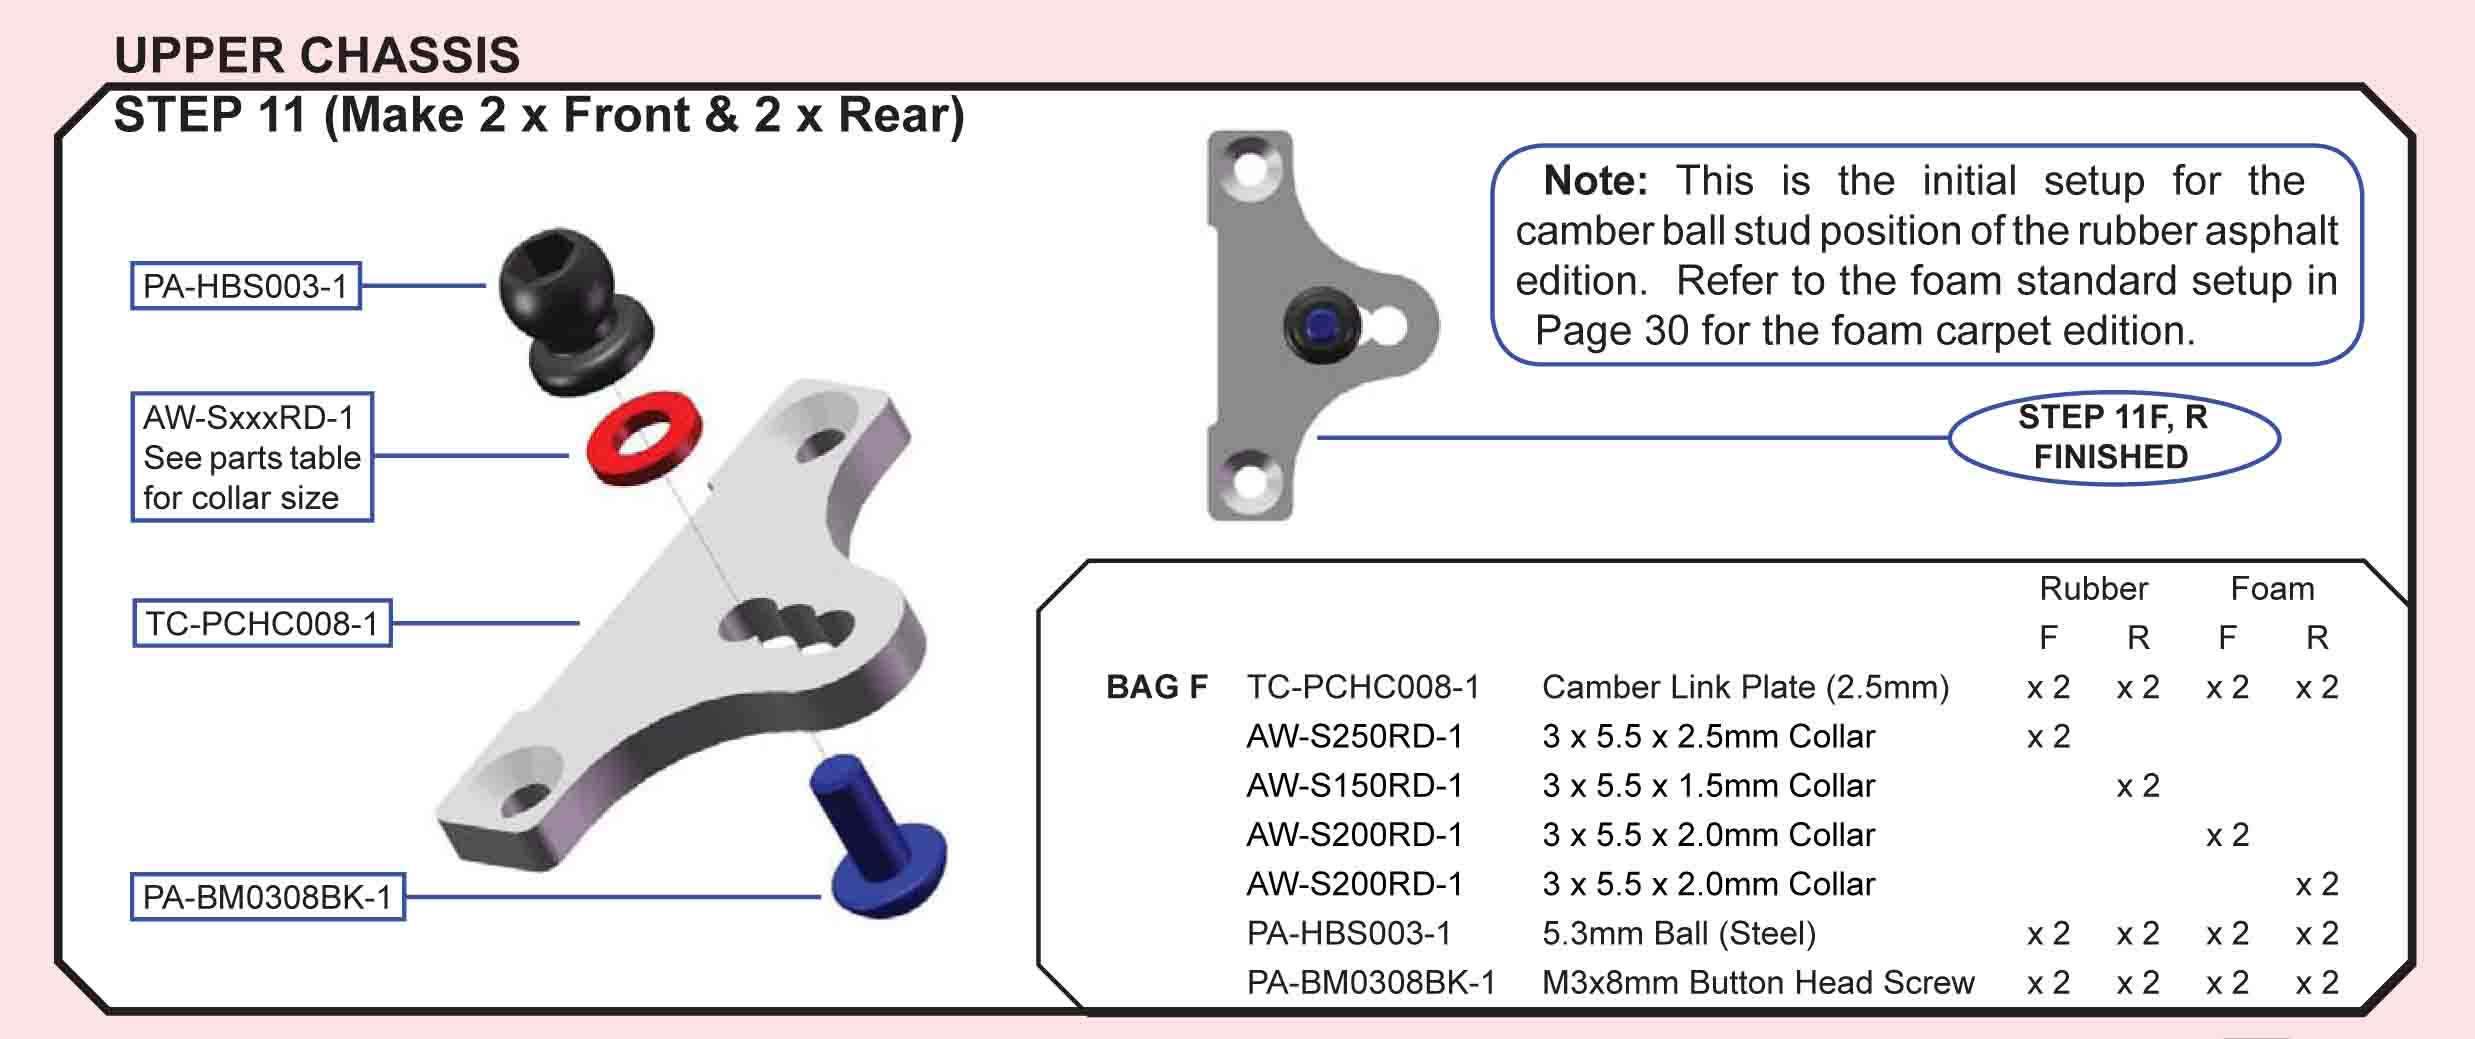 UPPER CHASSIS
STEP 11 (Make 2 x Front & 2 x Rear)
PA-HBS003-1
AW-SxxxRD-1
See parts table
for collar size
TC-PCHC008-1
PA-BM0308BK-1
Note: This is the initial setup for the
camber ball stud position of the rubber asphalt
edition. Refer to the foam standard setup in
Page 30 for the foam carpet edition.
STEP 11F, R
FINISHED
Rubber Foam
F R F R
BAG F TC-PCHC008-1 Camber Link Plate (2.5mm) x 2 x 2 x 2 x 2
AW-S250RD-1 3 x 5.5 x 2.5mm Collar x 2
AW-S150RD-1 3 x 5.5 x 1.5mm Collar x 2
AW-S200RD-1 3 x 5.5 x 2.0mm Collar x 2
AW-S200RD-1 3 x 5.5 x 2.0mm Collar x 2
PA-HBS003-1 5.3mm Ball (Steel) x 2 x 2 x 2 x 2
PA-BM0308BK-1 M3x8mm Button Head Screw x 2 x 2 x 2 x 2